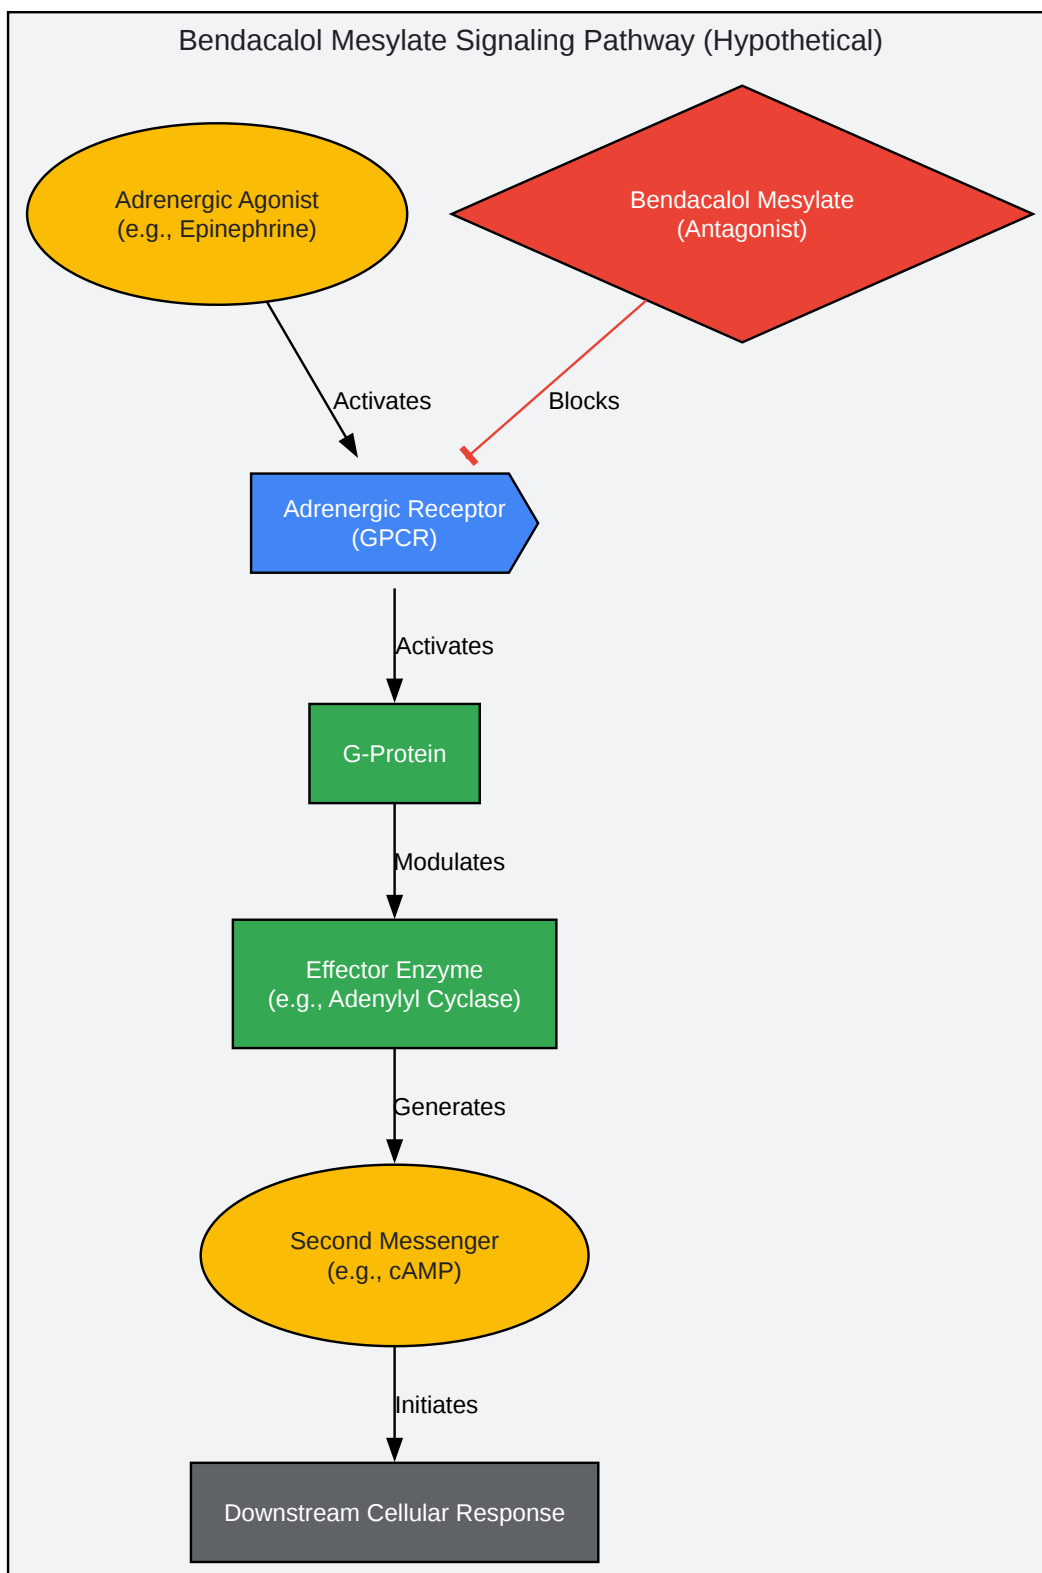 Bendacalol Mesylate Signaling Pathway (Hypothetical)
Adrenergic Agonist
(e.g., Epinephrine)
Bendacalol Mesylate
(Antagonist)
Activates
Blocks
Adrenergic Receptor
(GPCR)
Activates
G-Protein
Modulates
Effector Enzyme
(e.g., Adenylyl Cyclase)
Generates
Second Messenger
(e.g., cAMP)
Initiates
Downstream Cellular Response